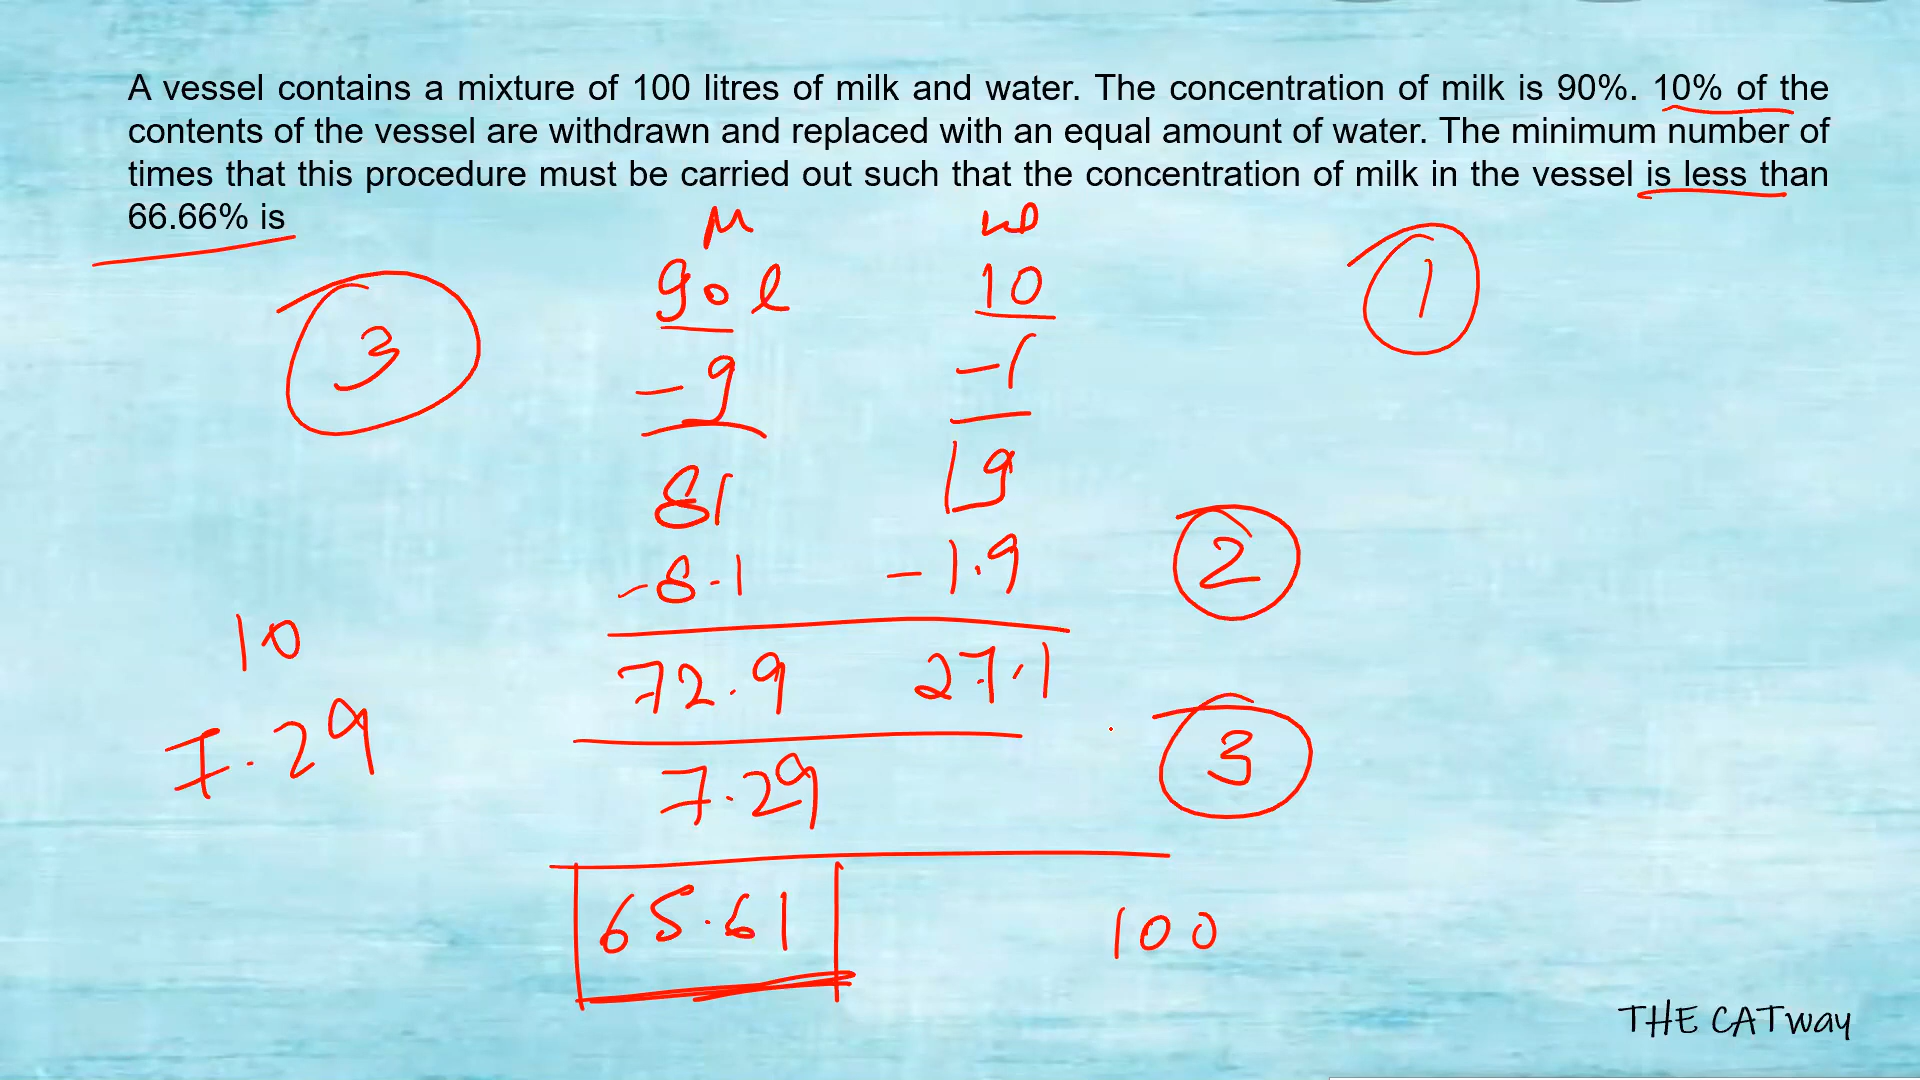 A vessel contains a mixture of 100 litres of milk and water. The concentration of milk is 90%. 10% of the
contents of the vessel are withdrawn and replaced with an equal amount of water. The minimum number of
times that this procedure must be carried out such that the concentration of milk in the vessel is less than
66.66% is
M W
90 l 10
1
3
-9 -1
81 19
-8.1 -1.9
2
10
72.9 27.1
7.29
3
7.29
65.61 100
THE CATway